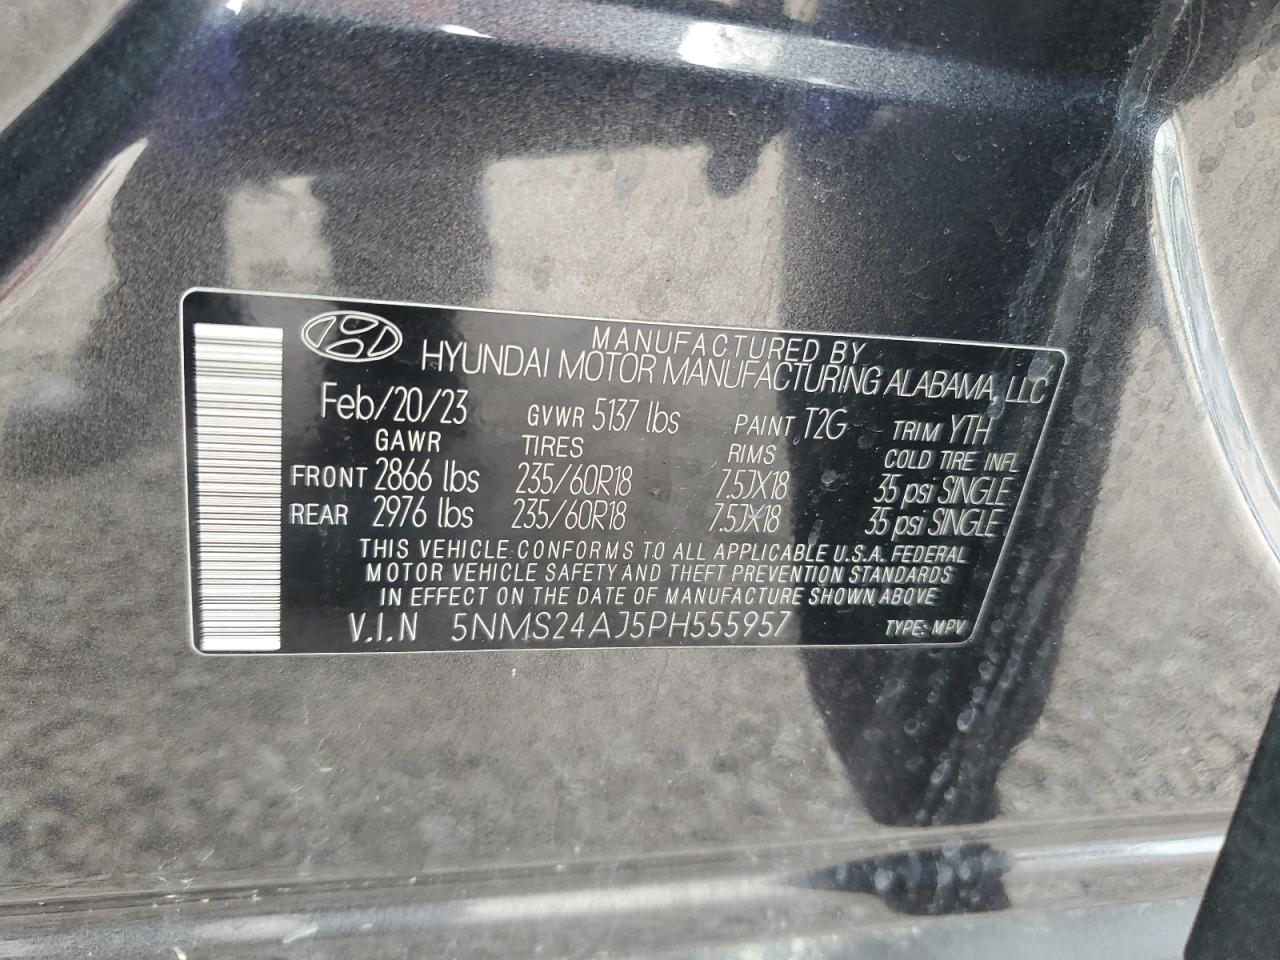 MANUFACTURED BY
HYUNDAI MOTOR MANUFACTURING ALABAMA, LLC
Feb/20/23 GVWR 5137 lbs PAINT T2G TRIM YTH
GAWR TIRES RIMS COLD TIRE INFL
FRONT 2866 lbs 235/60R18 7.5JX18 35 psi SINGLE
REAR 2976 lbs 235/60R18 7.5JX18 35 psi SINGLE
THIS VEHICLE CONFORMS TO ALL APPLICABLE U.S.A. FEDERAL
MOTOR VEHICLE SAFETY AND THEFT PREVENTION STANDARDS
IN EFFECT ON THE DATE OF MANUFACTURE SHOWN ABOVE
V.I.N 5NMS24AJ5PH555957 TYPE: MPV